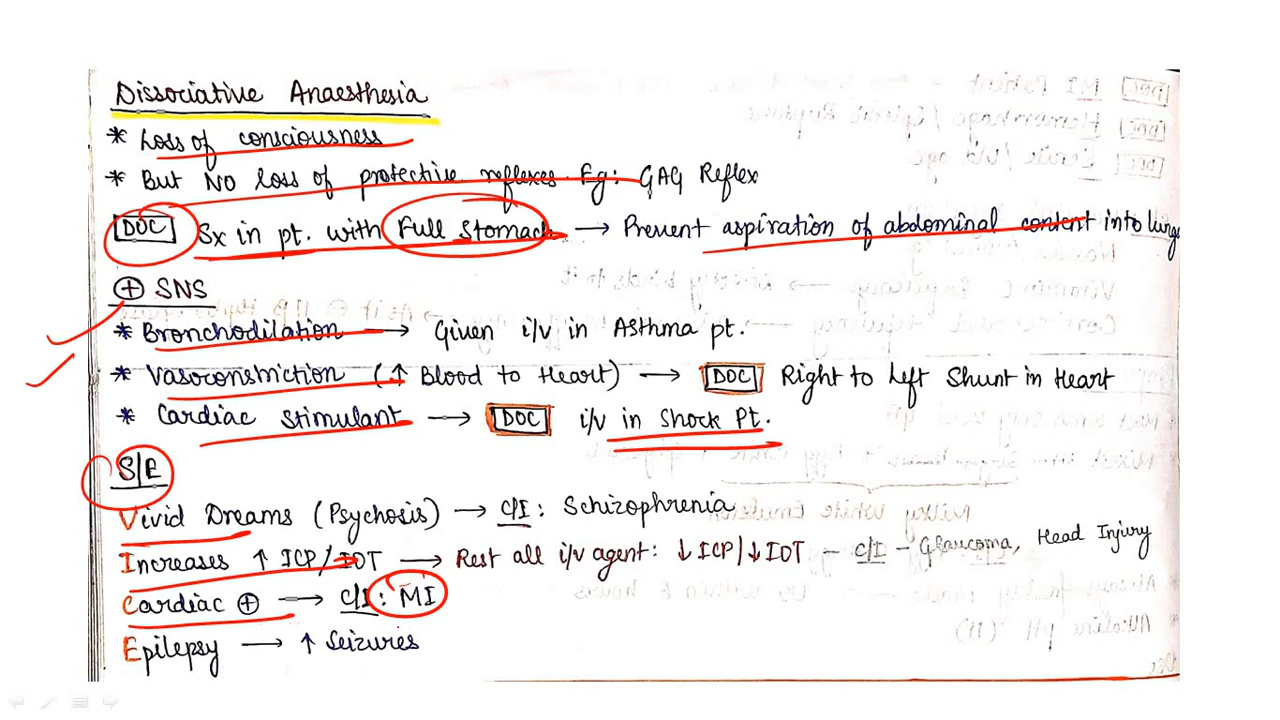 Dissociative Anaesthesia
* Loss of consciousness
* But NO loss of protective reflexes Eg: GAG Reflex
DOC Sx in pt. with Full Stomach → Prevent aspiration of abdominal content into lungs
⊕ SNS
* Bronchodilation → Given i/v in Asthma pt.
* Vasoconstriction (↑ Blood to Heart) → DOC Right to Left Shunt in Heart
* Cardiac stimulant → DOC i/v in Shock Pt.
S/E
Vivid Dreams (Psychosis) → C/I: Schizophrenia
Increases ↑ ICP/IOT → Rest all i/v agent: ↓ ICP/↓ IOT - C/I - Glaucoma, Head Injury
Cardiac ⊕ → C/I: MI
Epilepsy → ↑ Seizures